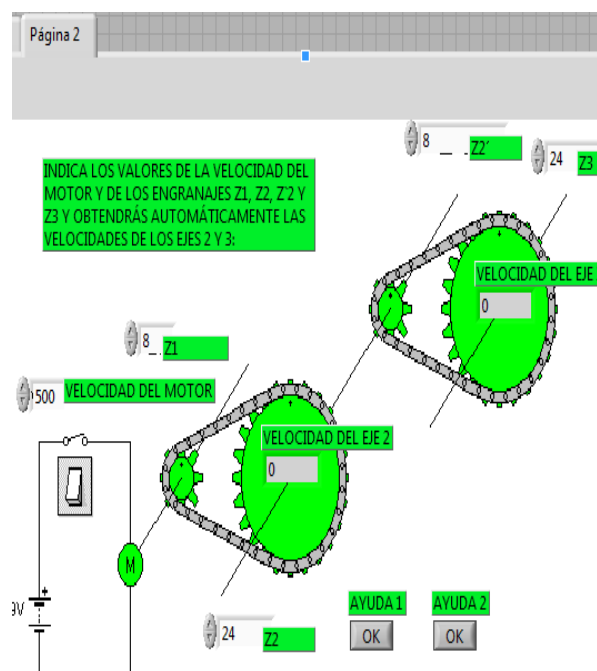 Página 2
8
Z2´
24
Z3
INDICA LOS VALORES DE LA VELOCIDAD DEL
MOTOR Y DE LOS ENGRANAJES Z1, Z2, Z'2 Y
Z3 Y OBTENDRÁS AUTOMÁTICAMENTE LAS
VELOCIDADES DE LOS EJES 2 Y 3:
VELOCIDAD DEL EJE
0
8
Z1
500
VELOCIDAD DEL MOTOR
VELOCIDAD DEL EJE 2
0
M
9V
24
Z2
AYUDA 1
AYUDA 2
OK
OK